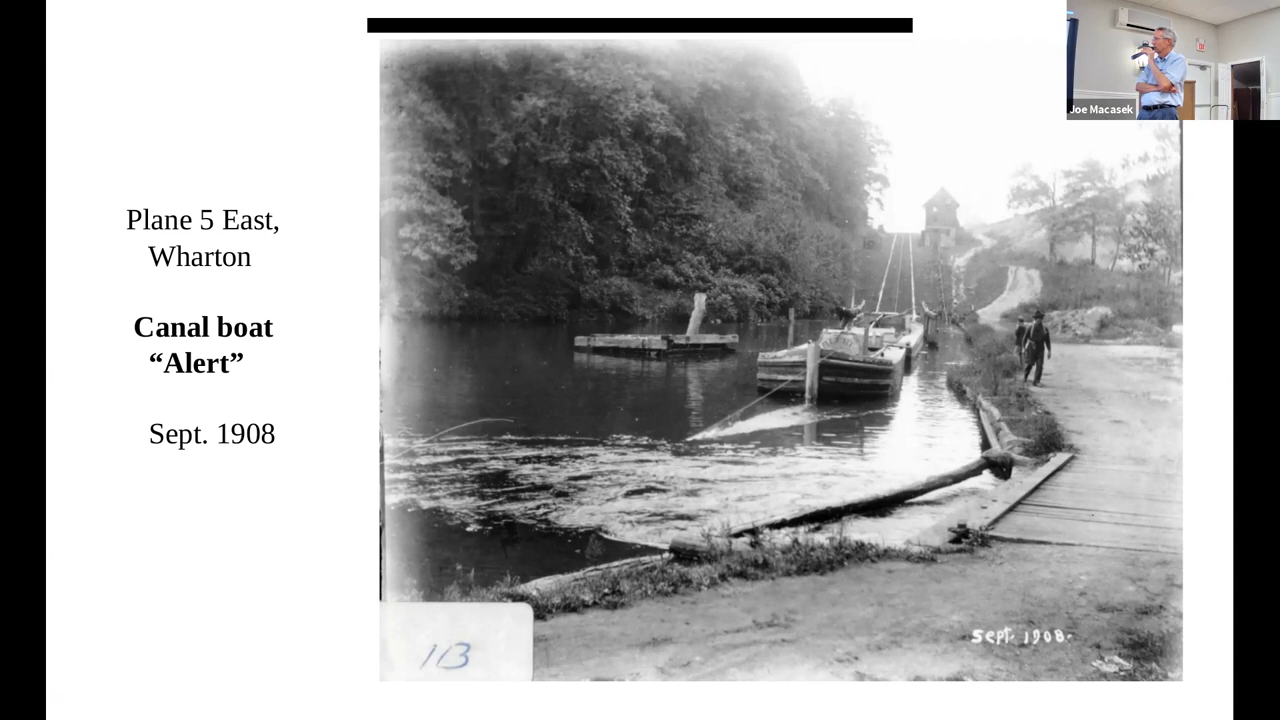 Joe Macasek
Plane 5 East,
Wharton
Canal boat
“Alert”
Sept. 1908
Sept. 1908.
113